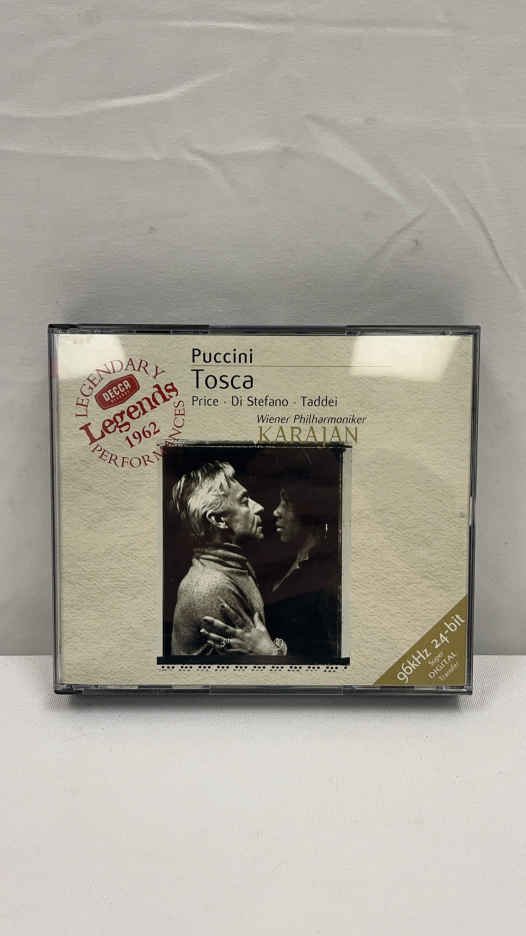 LEGENDARY
DECCA
Legends
1962
PERFORMANCES
Puccini
Tosca
Price · Di Stefano · Taddei
Wiener Philharmoniker
KARAJAN
96kHz 24-bit
Super
DIGITAL
Transfer